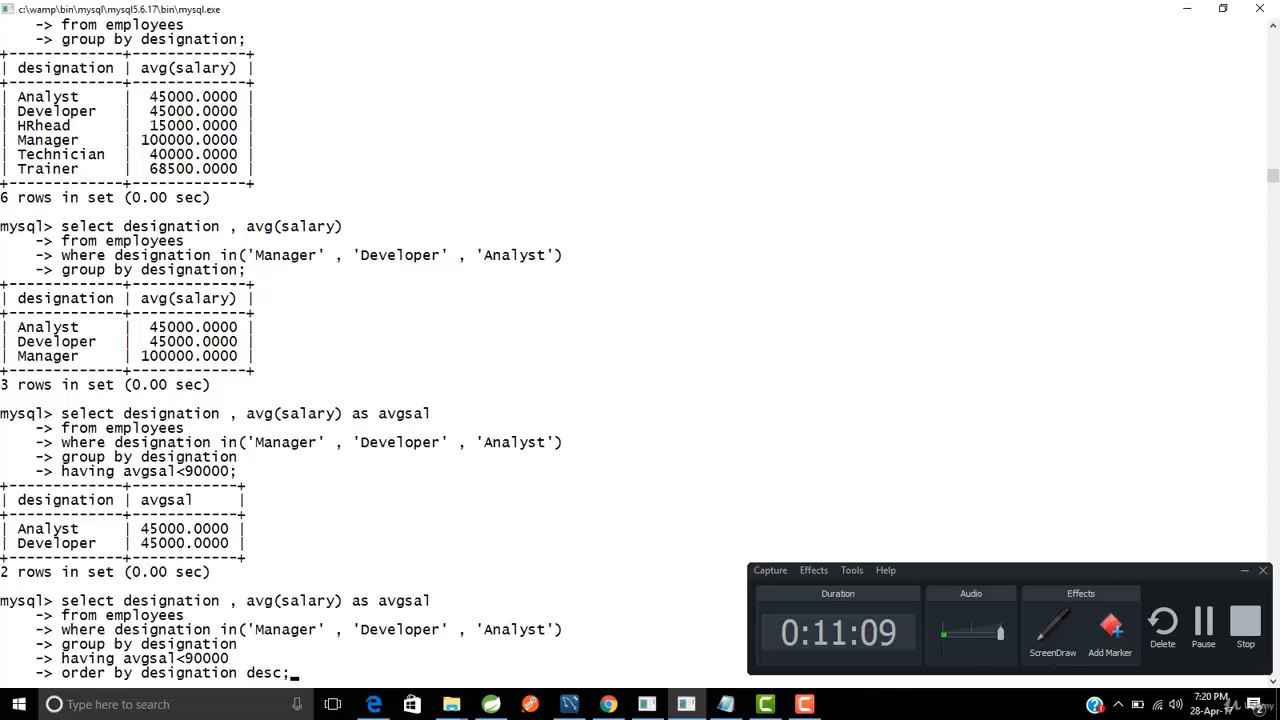 c:\wamp\bin\mysql\mysql5.6.17\bin\mysql.exe
-> from employees
-> group by designation;
+-------------+-------------+
| designation | avg(salary) |
+-------------+-------------+
| Analyst     |  45000.0000 |
| Developer   |  45000.0000 |
| HRhead      |  15000.0000 |
| Manager     | 100000.0000 |
| Technician  |  40000.0000 |
| Trainer     |  68500.0000 |
+-------------+-------------+
6 rows in set (0.00 sec)
mysql> select designation , avg(salary)
-> from employees
-> where designation in('Manager' , 'Developer' , 'Analyst')
-> group by designation;
+-------------+-------------+
| designation | avg(salary) |
+-------------+-------------+
| Analyst     |  45000.0000 |
| Developer   |  45000.0000 |
| Manager     | 100000.0000 |
+-------------+-------------+
3 rows in set (0.00 sec)
mysql> select designation , avg(salary) as avgsal
-> from employees
-> where designation in('Manager' , 'Developer' , 'Analyst')
-> group by designation
-> having avgsal<90000;
+-------------+------------+
| designation | avgsal     |
+-------------+------------+
| Analyst     | 45000.0000 |
| Developer   | 45000.0000 |
+-------------+------------+
2 rows in set (0.00 sec)
mysql> select designation , avg(salary) as avgsal
-> from employees
-> where designation in('Manager' , 'Developer' , 'Analyst')
-> group by designation
-> having avgsal<90000
-> order by designation desc;_
Capture Effects Tools Help
Duration Audio Effects
0:11:09
ScreenDraw Add Marker Delete Pause Stop
Type here to search
7:20 PM
28-Apr-17